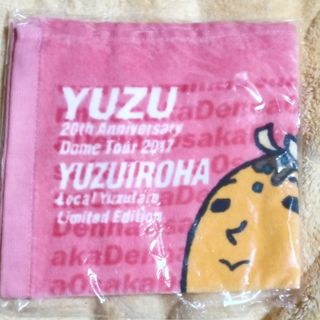 YUZU
20th Anniversary
Dome Tour 2017
YUZUIROHA
Local Yuzutaro
Limited Edition